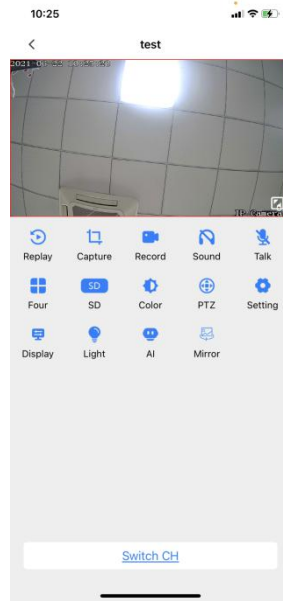 10:25
test
IP Camera
Replay Capture Record Sound Talk
Four SD SD Color PTZ Setting
Display Light AI Mirror
Switch CH